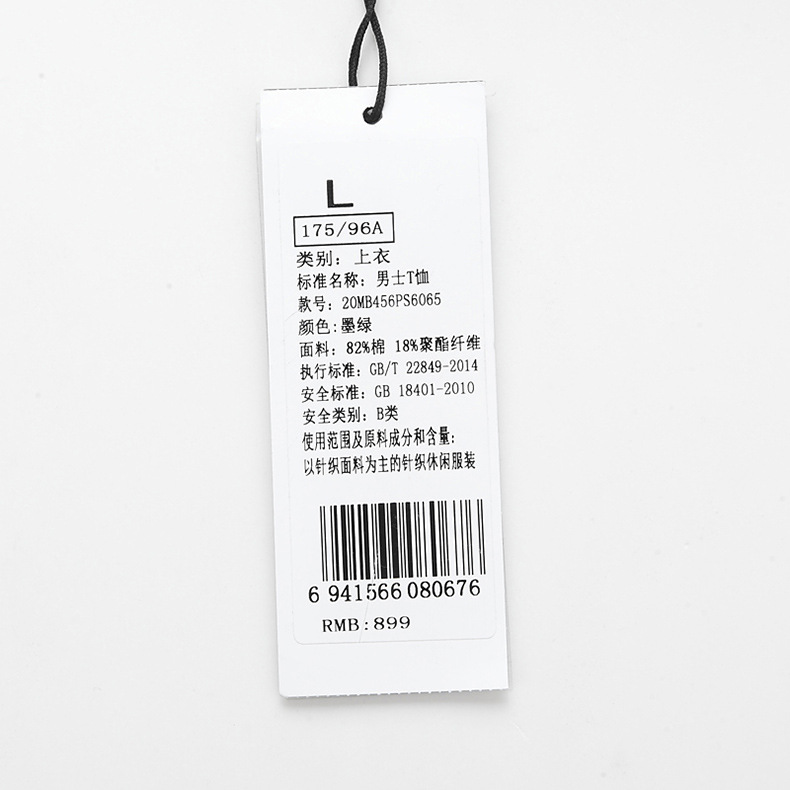 L
175/96A
类别：上衣
标准名称：男士T恤
款号：20MB456PS6065
颜色:墨绿
面料：82%棉 18%聚酯纤维
执行标准：GB/T 22849-2014
安全标准：GB 18401-2010
安全类别：B类
使用范围及原料成分和含量:
以针织面料为主的针织休闲服装
6 941566 080676
RMB:899